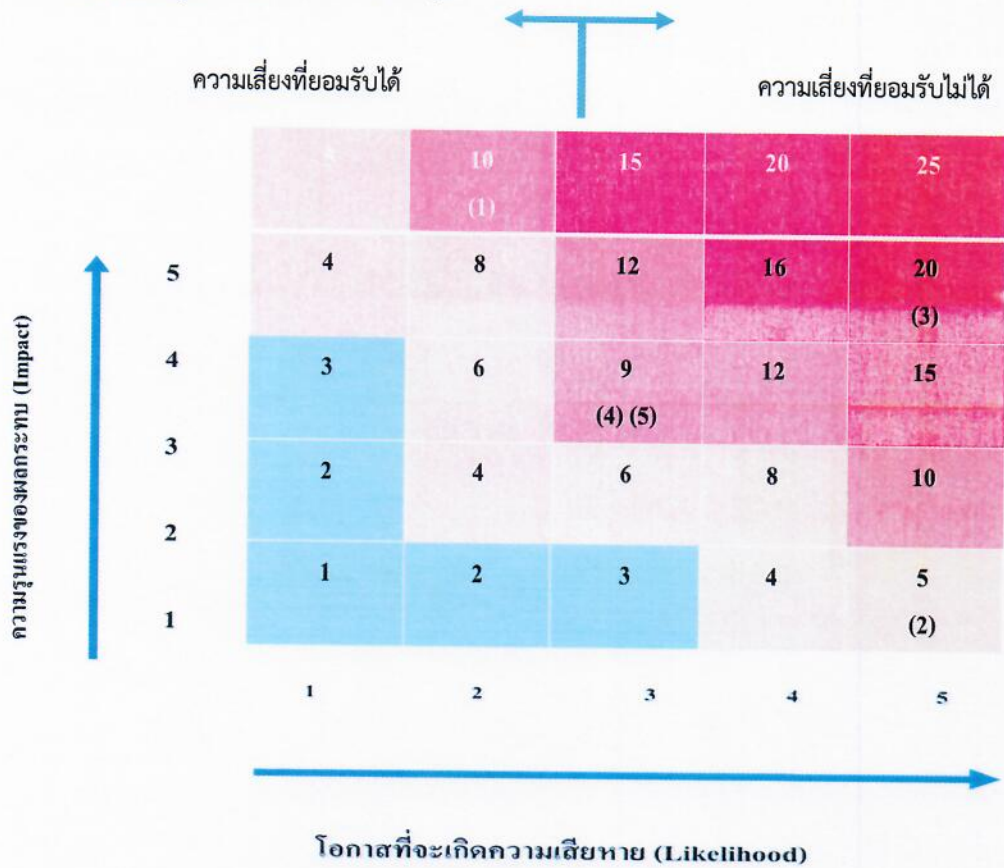 ความเสี่ยงที่ยอมรับได้ ความเสี่ยงที่ยอมรับไม่ได้
10 15 20 25
(1)
5 4 8 12 16 20
(3)
4 3 6 9 12 15
(4) (5)
3 2 4 6 8 10
2
1 2 3 4 5
1 (2)
1 2 3 4 5
ความรุนแรงของผลกระทบ (Impact)
โอกาสที่จะเกิดความเสียหาย (Likelihood)